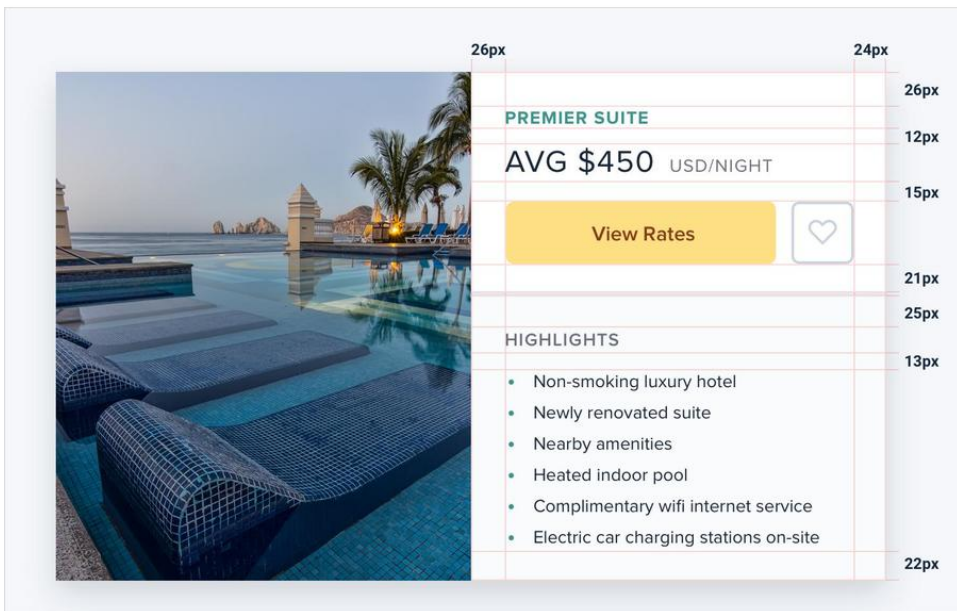 26px 24px
26px
PREMIER SUITE
12px
AVG $450 USD/NIGHT
15px
View Rates
21px
25px
HIGHLIGHTS
13px
Non-smoking luxury hotel
Newly renovated suite
Nearby amenities
Heated indoor pool
Complimentary wifi internet service
Electric car charging stations on-site
22px